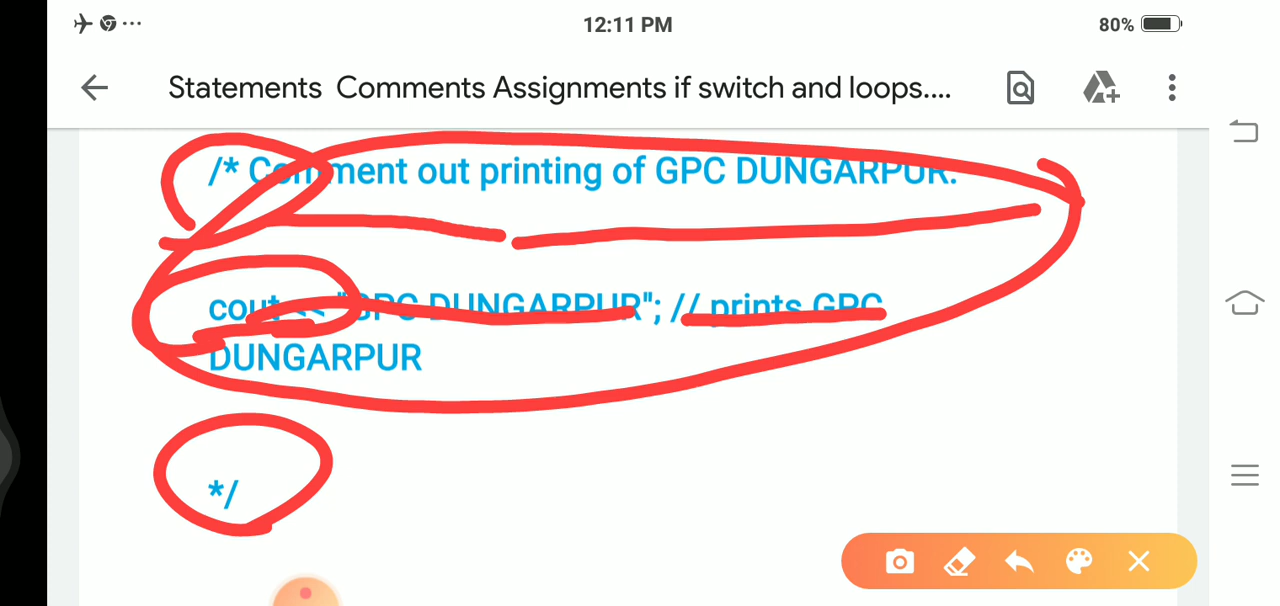 12:11 PM
80%
Statements Comments Assignments if switch and loops....
/* Comment out printing of GPC DUNGARPUR.
cout << "GPC DUNGARPUR"; // prints GPC
DUNGARPUR
*/